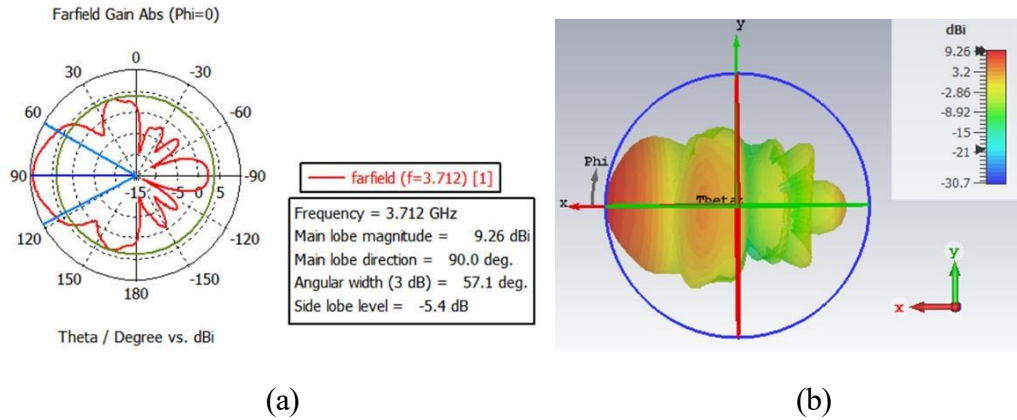 Farfield Gain Abs (Phi=0)
0
30
-30
60
-60
90
-90
-15
-5
0
5
120
-120
150
-150
180
Theta / Degree vs. dBi
farfield (f=3.712) [1]
Frequency = 3.712 GHz
Main lobe magnitude = 9.26 dBi
Main lobe direction = 90.0 deg.
Angular width (3 dB) = 57.1 deg.
Side lobe level = -5.4 dB
(a)
y
Phi
x
Theta
dBi
9.26
3.2
-2.86
-8.92
-15
-21
-30.7
y
x
(b)